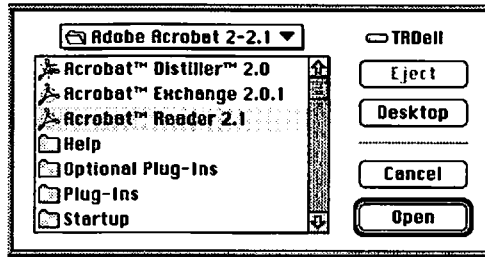 Adobe Acrobat 2-2.1
Acrobat™ Distiller™ 2.0
Acrobat™ Exchange 2.0.1
Acrobat™ Reader 2.1
Help
Optional Plug-Ins
Plug-Ins
Startup
TRDell
Eject
Desktop
Cancel
Open